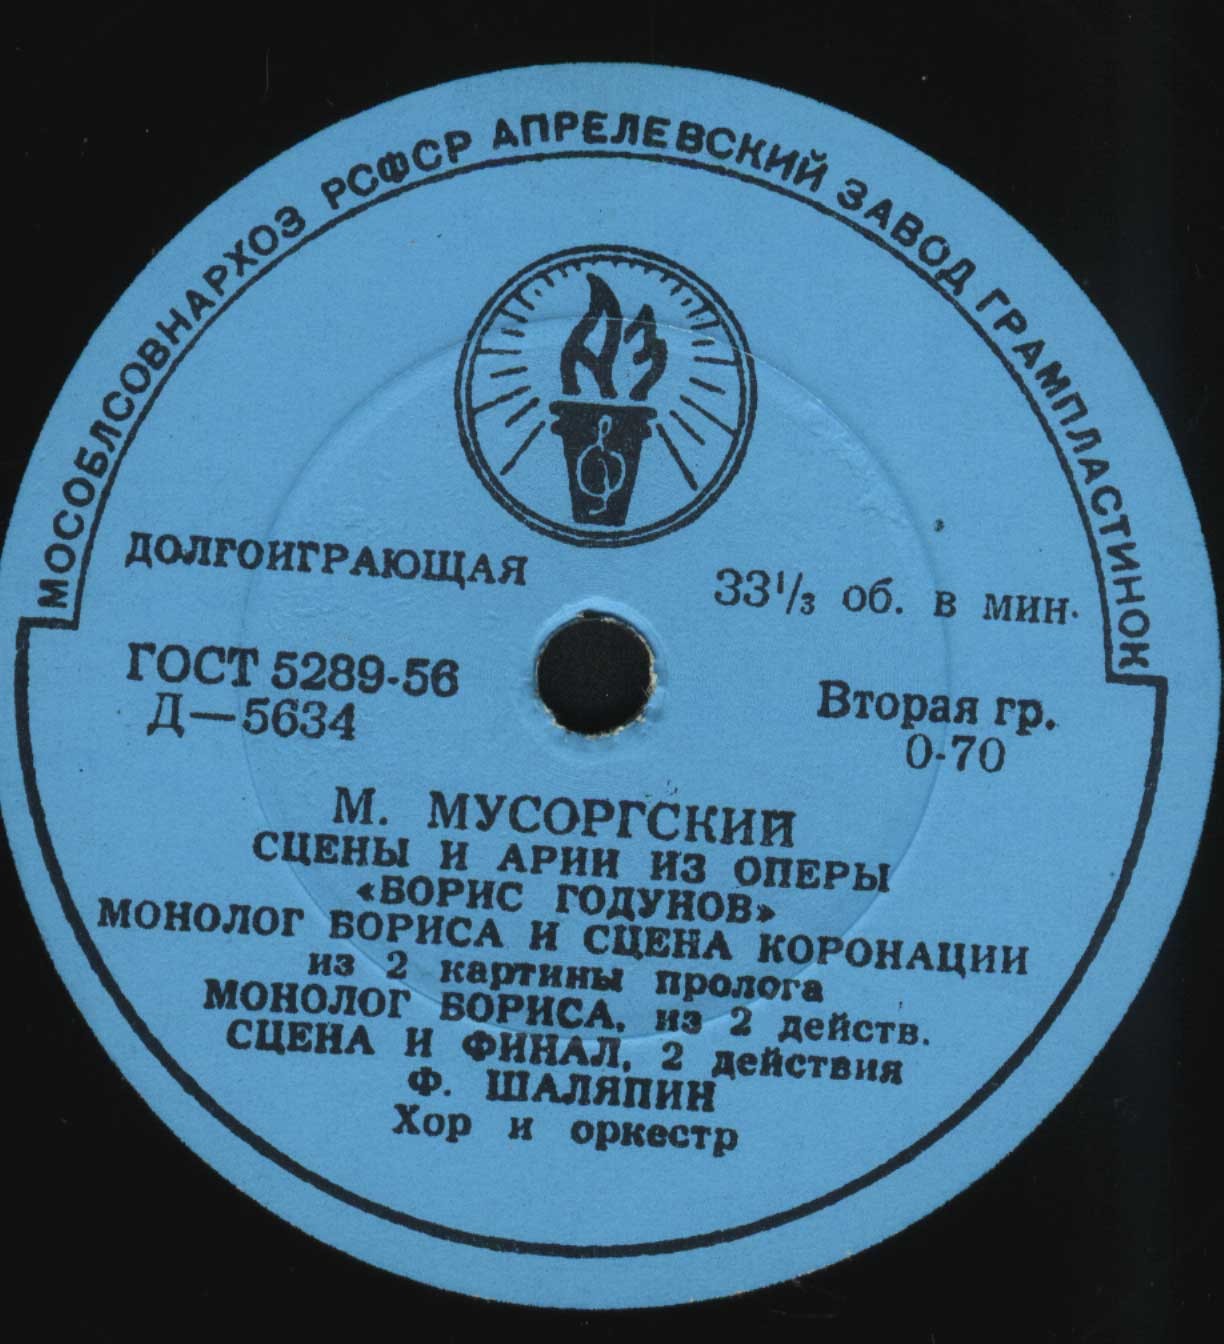 МОСОБЛСОВНАРХОЗ РСФСР АПРЕЛЕВСКИЙ ЗАВОД ГРАМПЛАСТИНОК
АЗ
ДОЛГОИГРАЮЩАЯ
33 1/3 об. в мин.
ГОСТ 5289-56
Вторая гр.
Д—5634
0-70
М. МУСОРГСКИЙ
СЦЕНЫ И АРИИ ИЗ ОПЕРЫ
«БОРИС ГОДУНОВ»
МОНОЛОГ БОРИСА И СЦЕНА КОРОНАЦИИ
из 2 картины пролога
МОНОЛОГ БОРИСА, из 2 действ.
СЦЕНА И ФИНАЛ, 2 действия
Ф. ШАЛЯПИН
Хор и оркестр